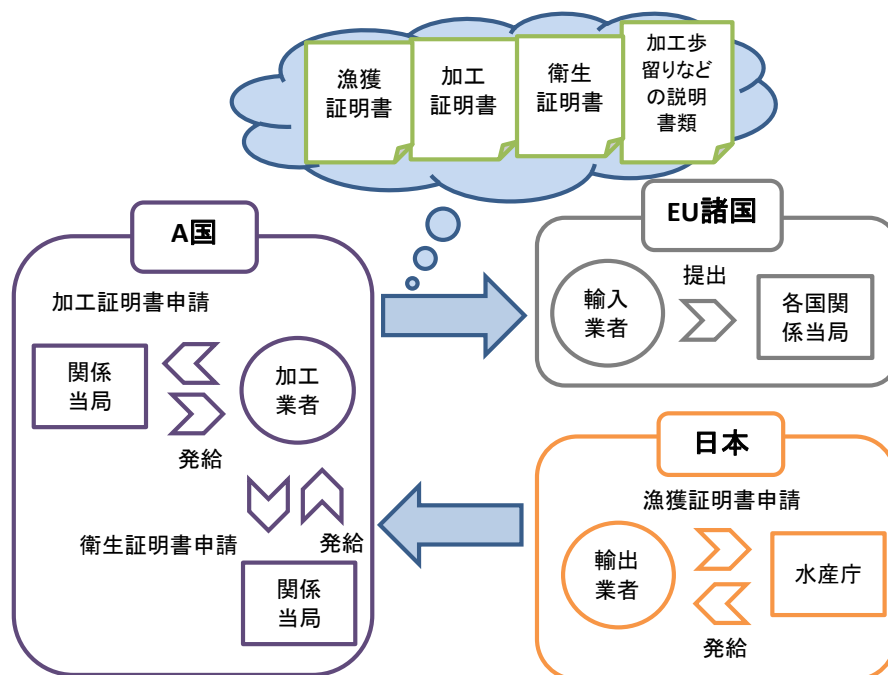 漁獲
証明書
加工
証明書
衛生
証明書
加工歩
留りなど
の説明
書類
A国
加工証明書申請
関係
当局
加工
業者
発給
衛生証明書申請
発給
関係
当局
EU諸国
輸入
業者
提出
各国関
係当局
日本
漁獲証明書申請
輸出
業者
水産庁
発給